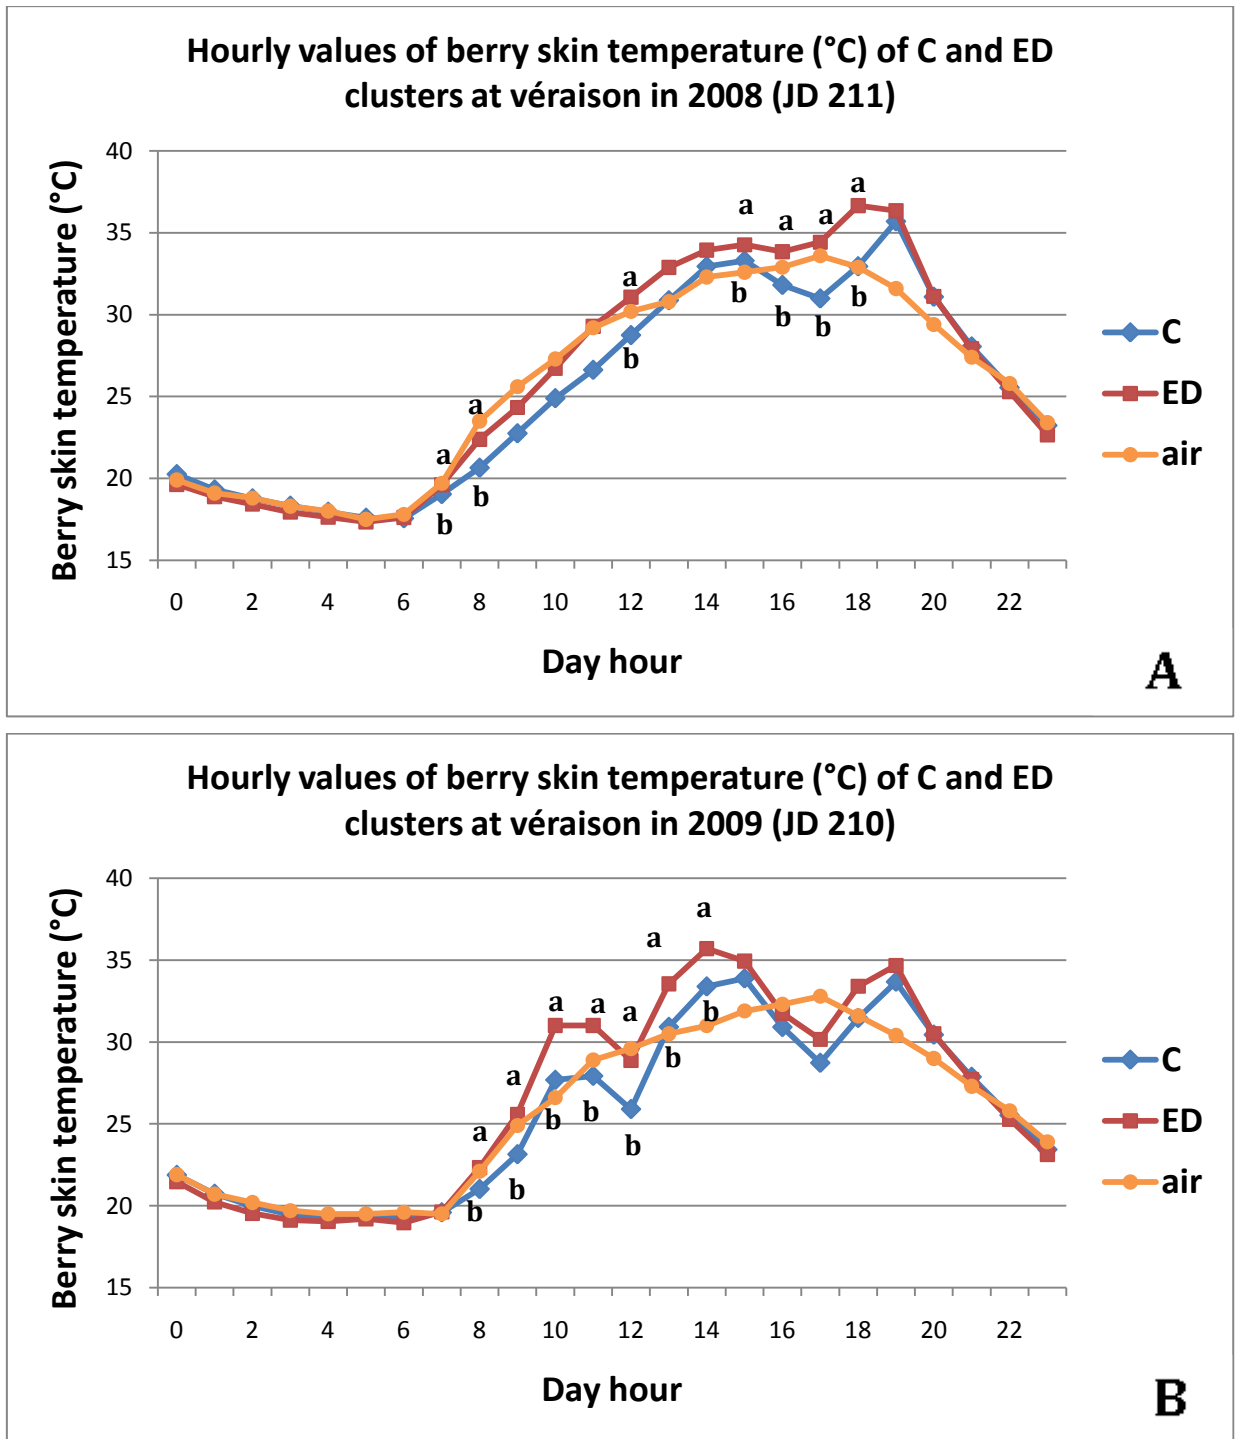 Hourly values of berry skin temperature (°C) of C and ED
clusters at véraison in 2008 (JD 211)
Berry skin temperature (°C)
40
35
30
25
20
15
a
a
a
a
a
a
a
b
b
b
b
b
b
b
0 2 4 6 8 10 12 14 16 18 20 22
Day hour
C
ED
air
A
Hourly values of berry skin temperature (°C) of C and ED
clusters at véraison in 2009 (JD 210)
Berry skin temperature (°C)
40
35
30
25
20
15
a
a
a
a
a
a
a
b
b
b
b
b
b
b
0 2 4 6 8 10 12 14 16 18 20 22
Day hour
C
ED
air
B